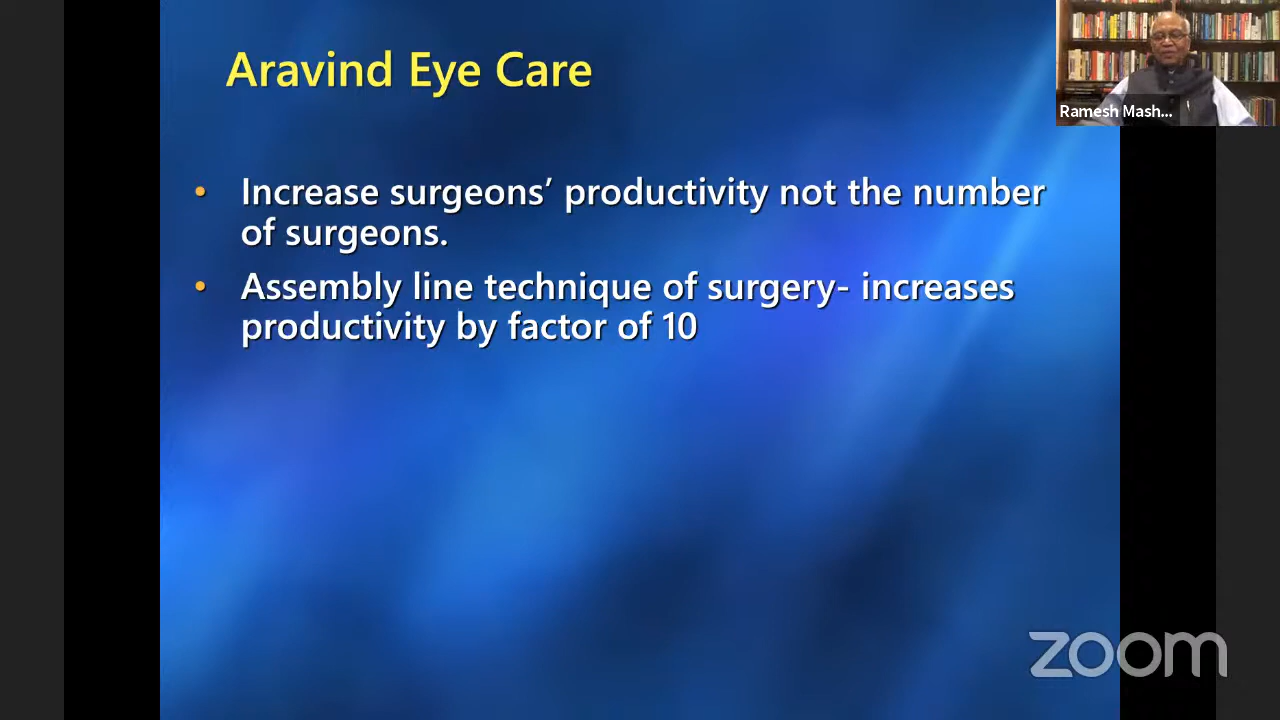 Aravind Eye Care
Ramesh Mash...
• Increase surgeons’ productivity not the number
of surgeons.
• Assembly line technique of surgery- increases
productivity by factor of 10
zoom